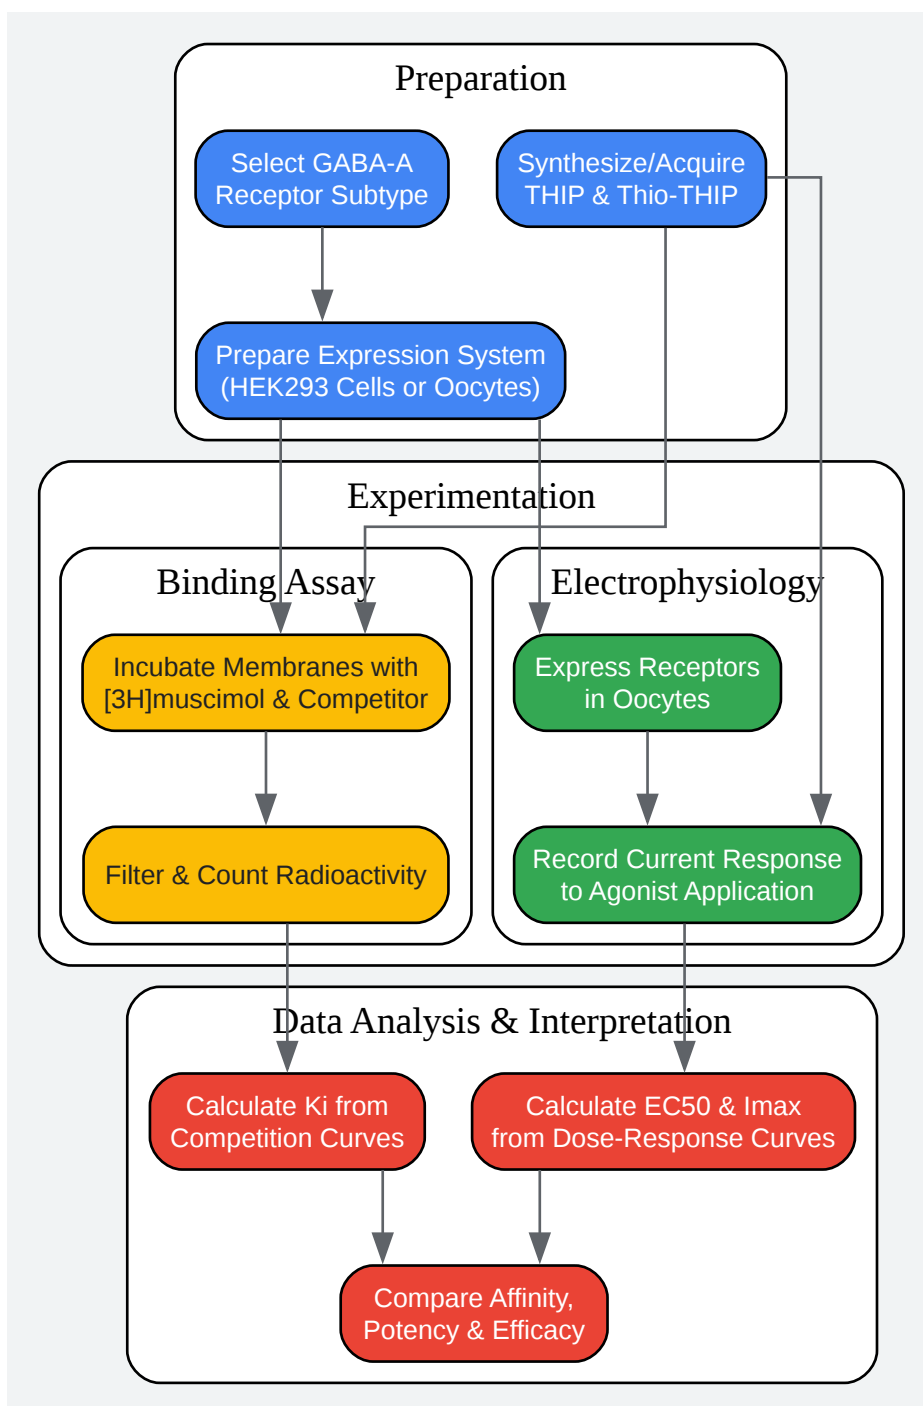 Preparation
Select GABA-A
Receptor Subtype
Synthesize/Acquire
THIP & Thio-THIP
Prepare Expression System
(HEK293 Cells or Oocytes)
Experimentation
Binding Assay
Incubate Membranes with
[3H]muscimol & Competitor
Filter & Count Radioactivity
Electrophysiology
Express Receptors
in Oocytes
Record Current Response
to Agonist Application
Data Analysis & Interpretation
Calculate Ki from
Competition Curves
Calculate EC50 & Imax
from Dose-Response Curves
Compare Affinity,
Potency & Efficacy